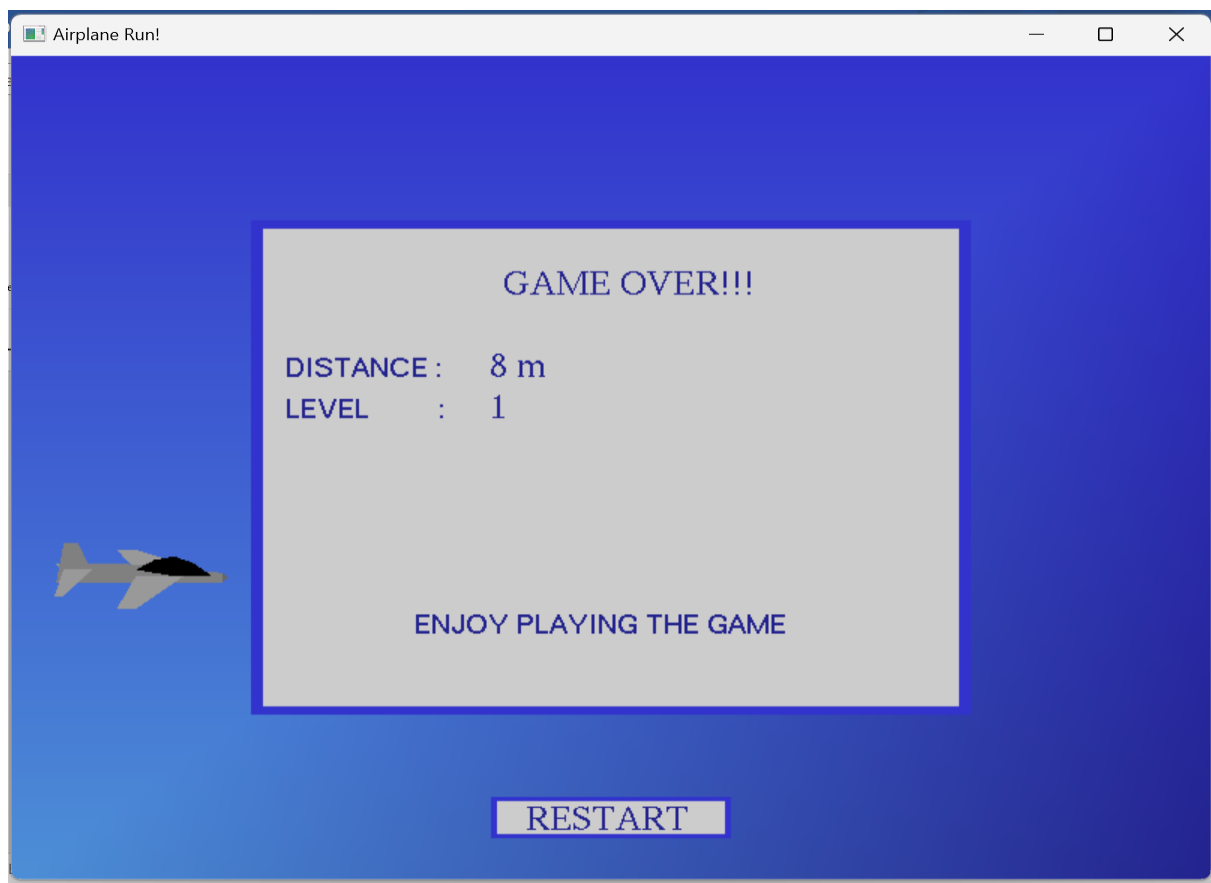 Airplane Run!
GAME OVER!!!
DISTANCE : 8 m
LEVEL : 1
ENJOY PLAYING THE GAME
RESTART